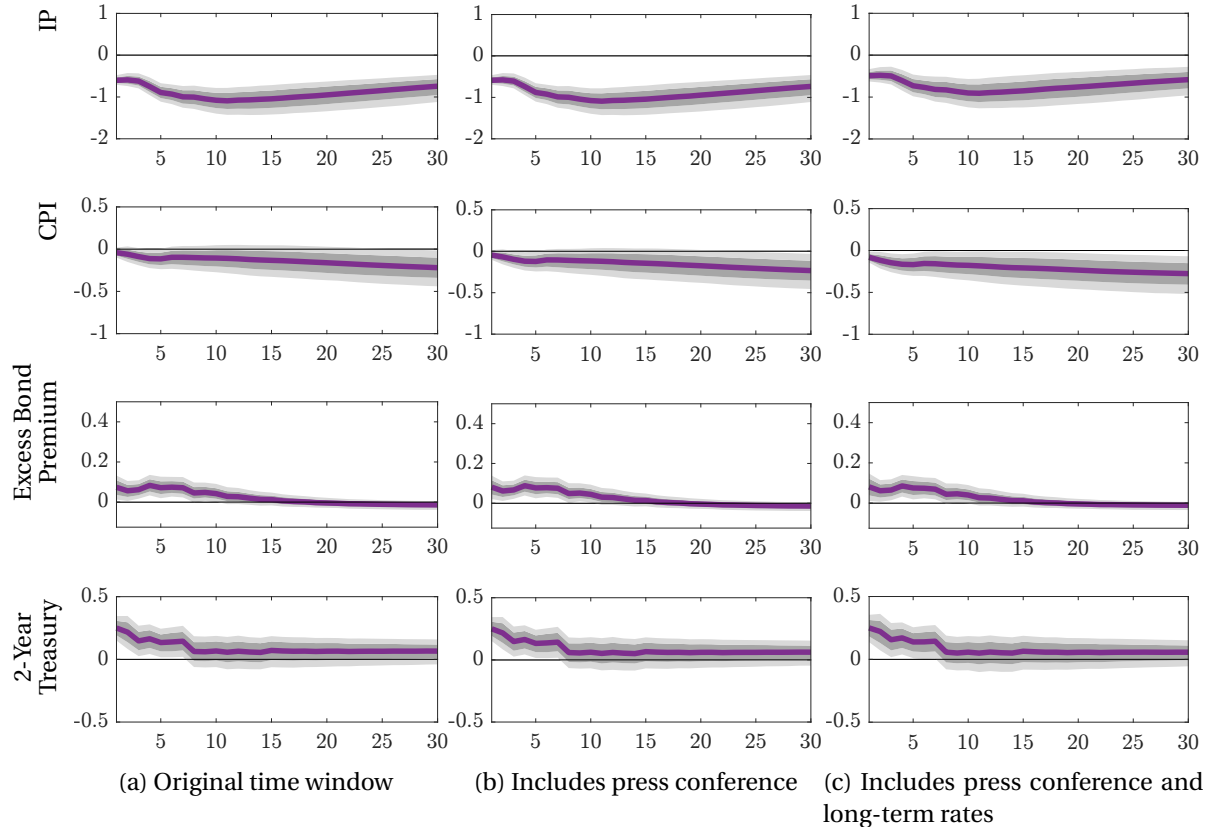 IP
1
0
-1
-2
5 10 15 20 25 30
1
0
-1
-2
5 10 15 20 25 30
1
0
-1
-2
5 10 15 20 25 30
CPI
0.5
0
-0.5
-1
5 10 15 20 25 30
0.5
0
-0.5
-1
5 10 15 20 25 30
0.5
0
-0.5
-1
5 10 15 20 25 30
Excess Bond
Premium
0.4
0.2
0
5 10 15 20 25 30
0.4
0.2
0
5 10 15 20 25 30
0.4
0.2
0
5 10 15 20 25 30
2-Year
Treasury
0.5
0
-0.5
5 10 15 20 25 30
0.5
0
-0.5
5 10 15 20 25 30
0.5
0
-0.5
5 10 15 20 25 30
(a) Original time window
(b) Includes press conference
(c) Includes press conference and
long-term rates